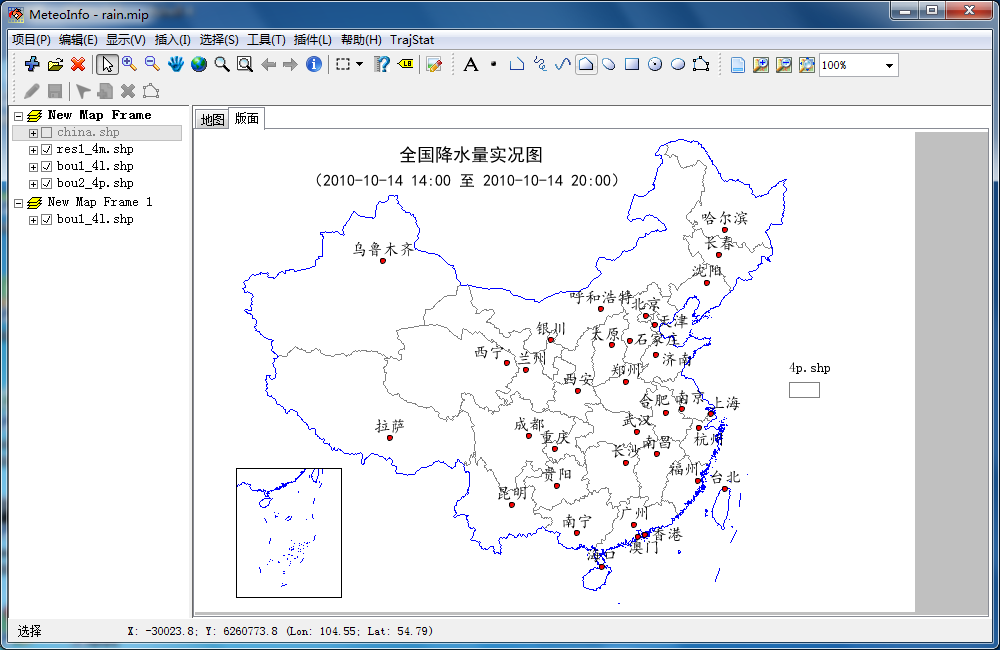 MeteoInfo - rain.mip
项目(P) 编辑(E) 显示(V) 插入(I) 选择(S) 工具(T) 插件(L) 帮助(H) TrajStat
LB
A
100%
New Map Frame
china.shp
res1_4m.shp
bou1_4l.shp
bou2_4p.shp
New Map Frame 1
bou1_4l.shp
地图 版面
全国降水量实况图
(2010-10-14 14:00 至 2010-10-14 20:00)
哈尔滨
长春
乌鲁木齐
沈阳
呼和浩特
北京
天津
银川
太原
石家庄
西宁
兰州
济南
郑州
4p.shp
西安
合肥
南京
上海
拉萨
成都
武汉
重庆
杭州
长沙
南昌
贵阳
福州
台北
昆明
南宁
广州
香港
澳门
海口
选择
X: -30023.8; Y: 6260773.8 (Lon: 104.55; Lat: 54.79)